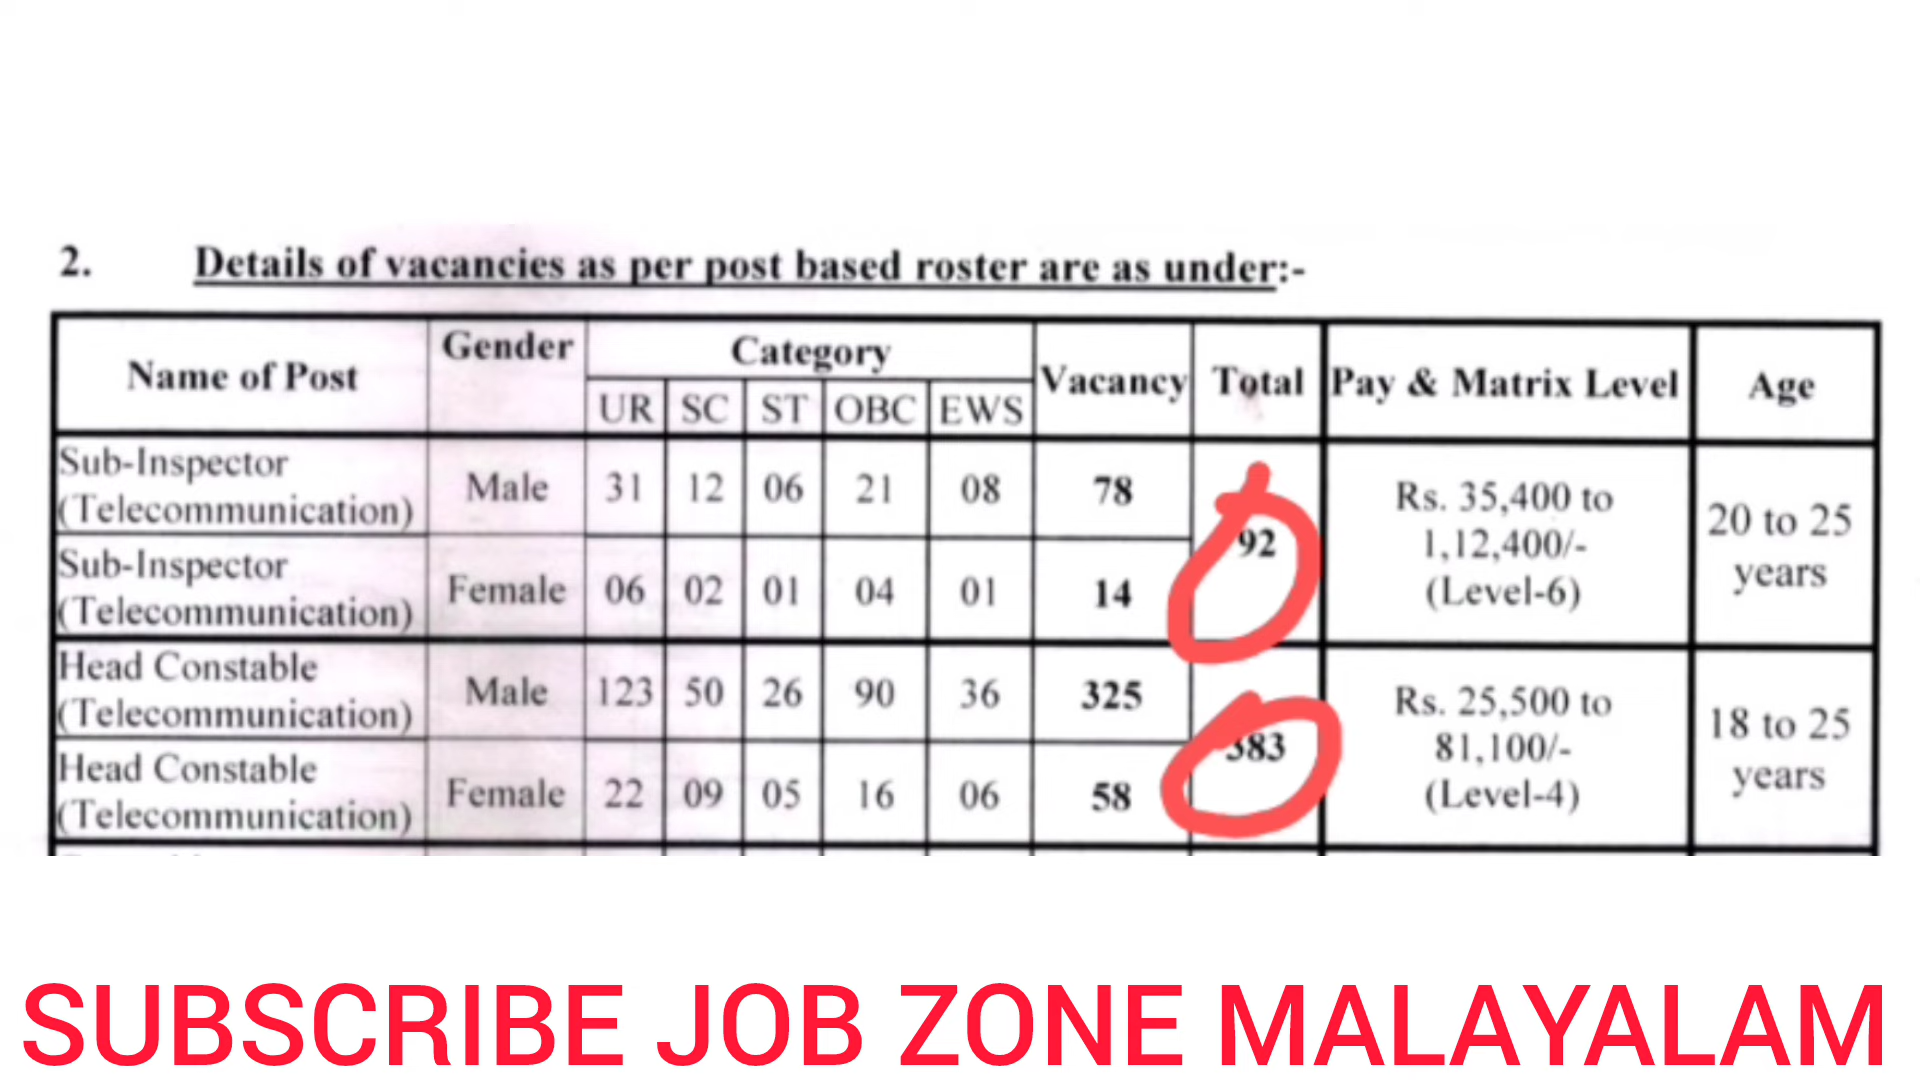 2. Details of vacancies as per post based roster are as under:-
Name of Post Gender Category Vacancy Total Pay & Matrix Level Age
UR SC ST OBC EWS
Sub-Inspector
(Telecommunication) Male 31 12 06 21 08 78
Sub-Inspector
(Telecommunication) Female 06 02 01 04 01 14
92
Rs. 35,400 to
1,12,400/-
(Level-6)
20 to 25
years
Head Constable
(Telecommunication) Male 123 50 26 90 36 325
Head Constable
(Telecommunication) Female 22 09 05 16 06 58
383
Rs. 25,500 to
81,100/-
(Level-4)
18 to 25
years
SUBSCRIBE JOB ZONE MALAYALAM